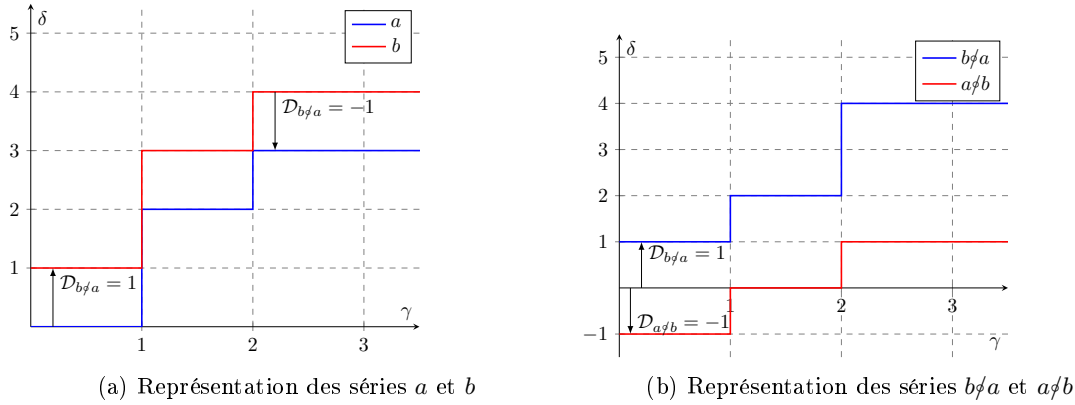 δ
a
b
5
4
3
2
1
1
2
3
γ
𝒟_{b∤a} = −1
𝒟_{b∤a} = 1
(a) Représentation des séries a et b
δ
b∤a
a∤b
5
4
3
2
1
−1
1
2
3
γ
𝒟_{b∤a} = 1
𝒟_{a∤b} = −1
(b) Représentation des séries b∤a et a∤b